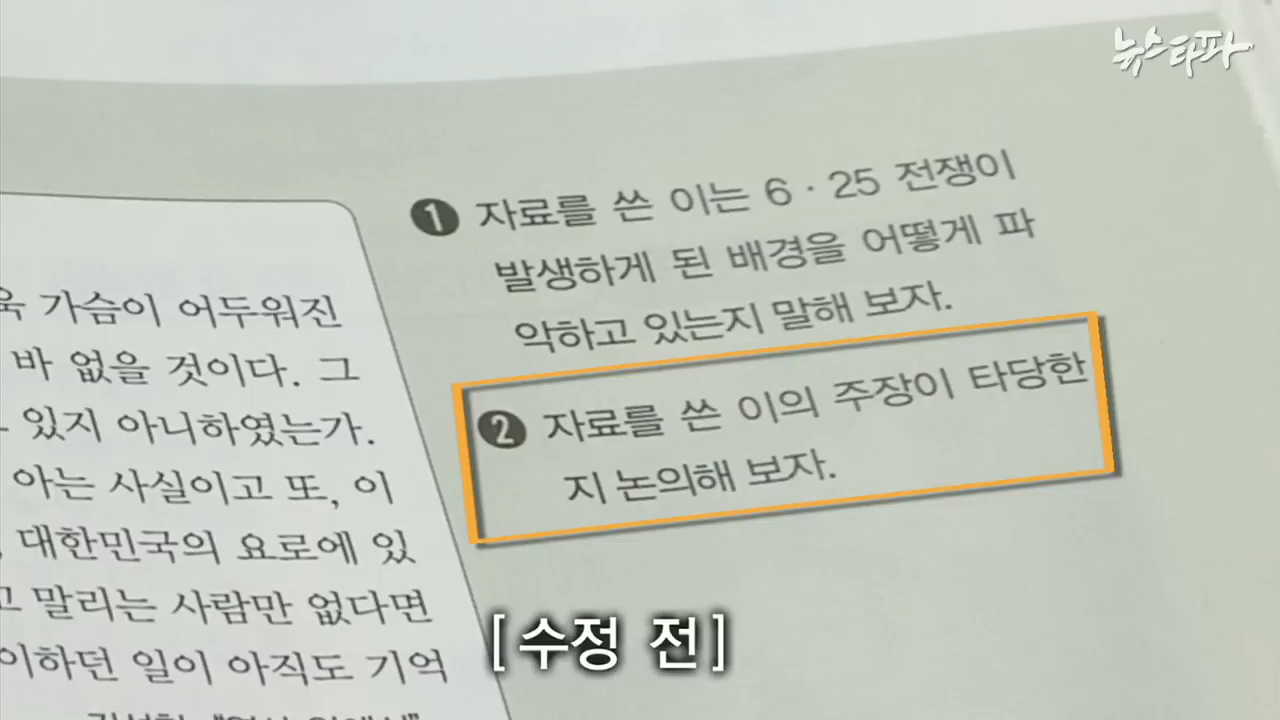 뉴스타파
❶ 자료를 쓴 이는 6·25 전쟁이
발생하게 된 배경을 어떻게 파
악하고 있는지 말해 보자.
❷ 자료를 쓴 이의 주장이 타당한
지 논의해 보자.
가슴이 어두워진
바 없을 것이다. 그
있지 아니하였는가.
아는 사실이고 또, 이
대한민국의 요로에 있
말리는 사람만 없다면
이하던 일이 아직도 기억
[수정 전]